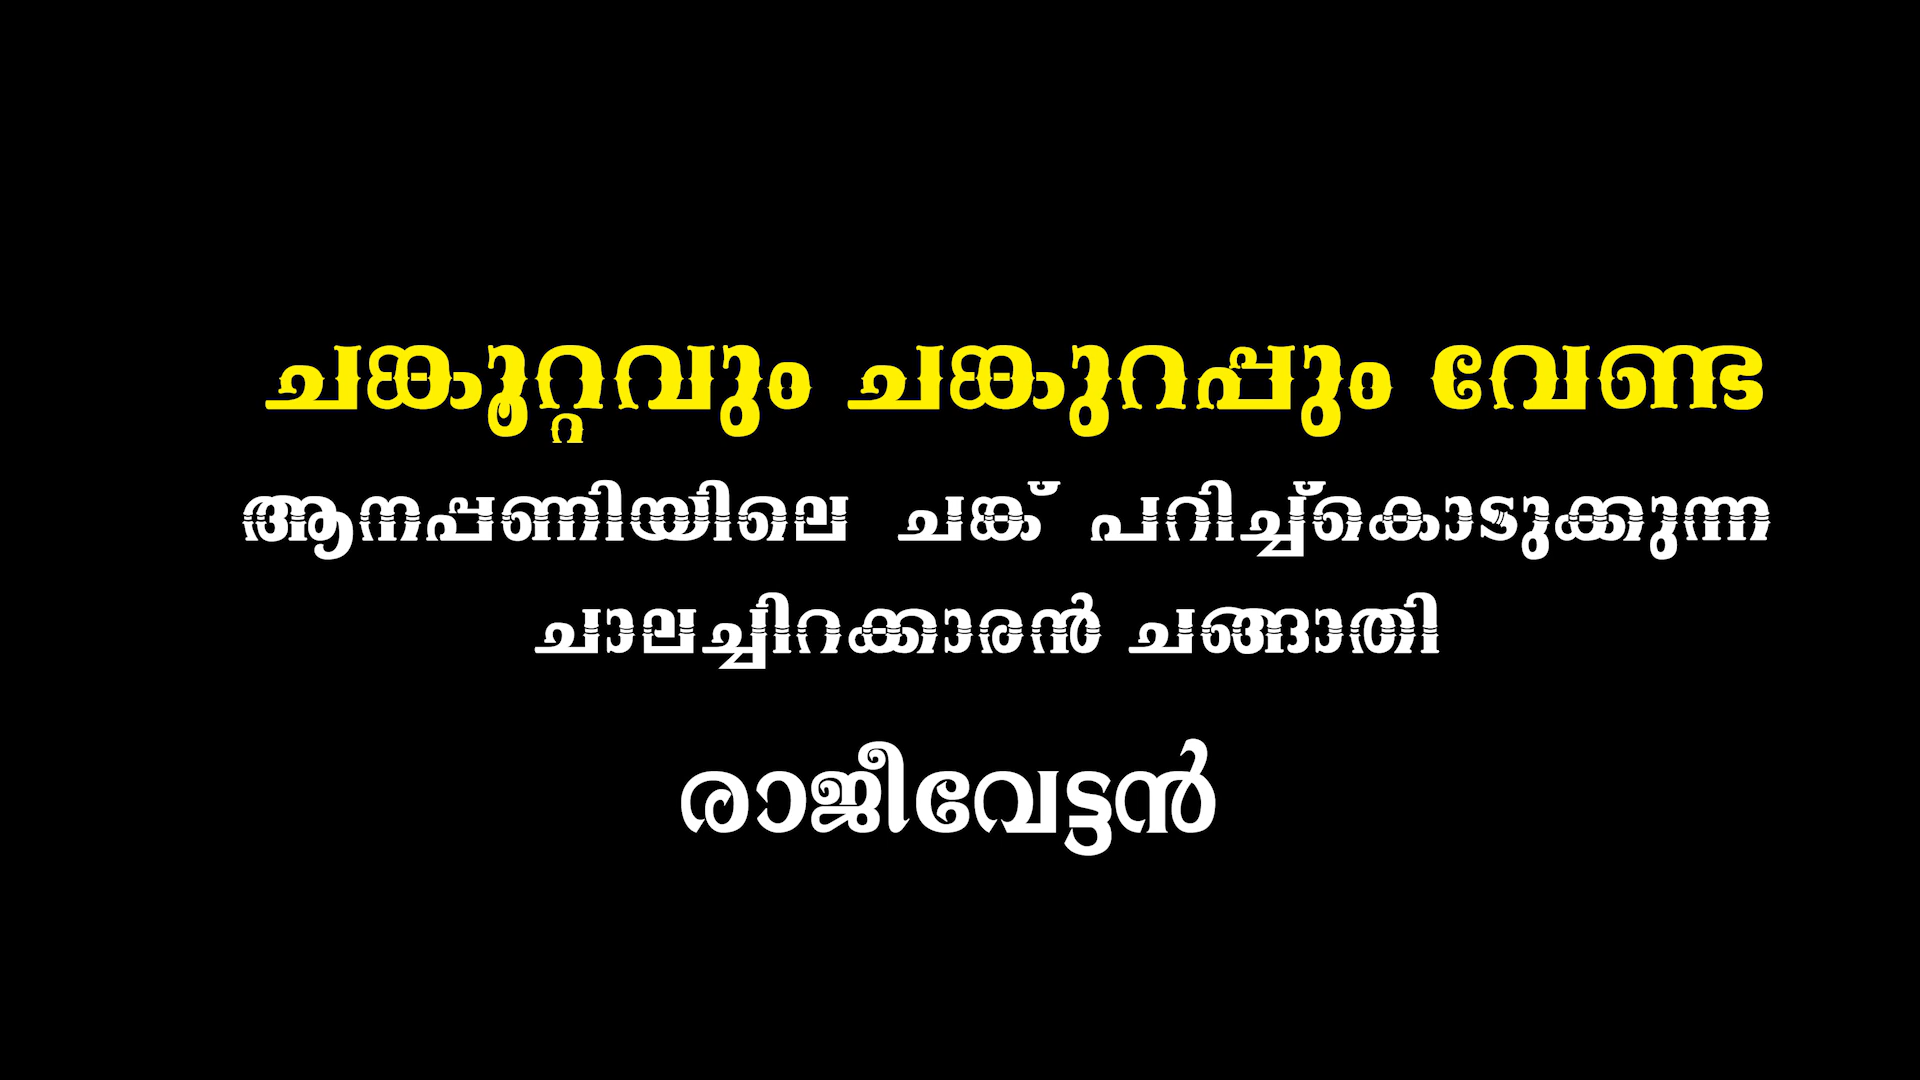 ചങ്കൂറ്റവും ചങ്കുറപ്പും വേണ്ട
ആനപ്പണിയിലെ ചങ്ക് പറിച്ച്കൊടുക്കുന്ന
ചാലച്ചിറക്കാരൻ ചങ്ങാതി
രാജീവേട്ടൻ